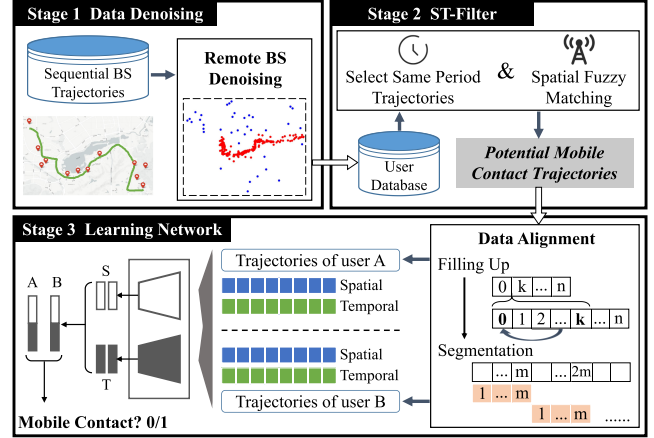 Stage 1 Data Denoising
Sequential BS
Trajectories
Remote BS
Denoising
Stage 2 ST-Filter
Select Same Period
Trajectories
&
Spatial Fuzzy
Matching
User
Database
Potential Mobile
Contact Trajectories
Stage 3 Learning Network
A B
S
T
Mobile Contact? 0/1
Trajectories of user A
Spatial
Temporal
Spatial
Temporal
Trajectories of user B
Data Alignment
Filling Up
0 k ... n
0 1 2 ... k ... n
Segmentation
... m ... 2m
1 ... m
1 ... m
......